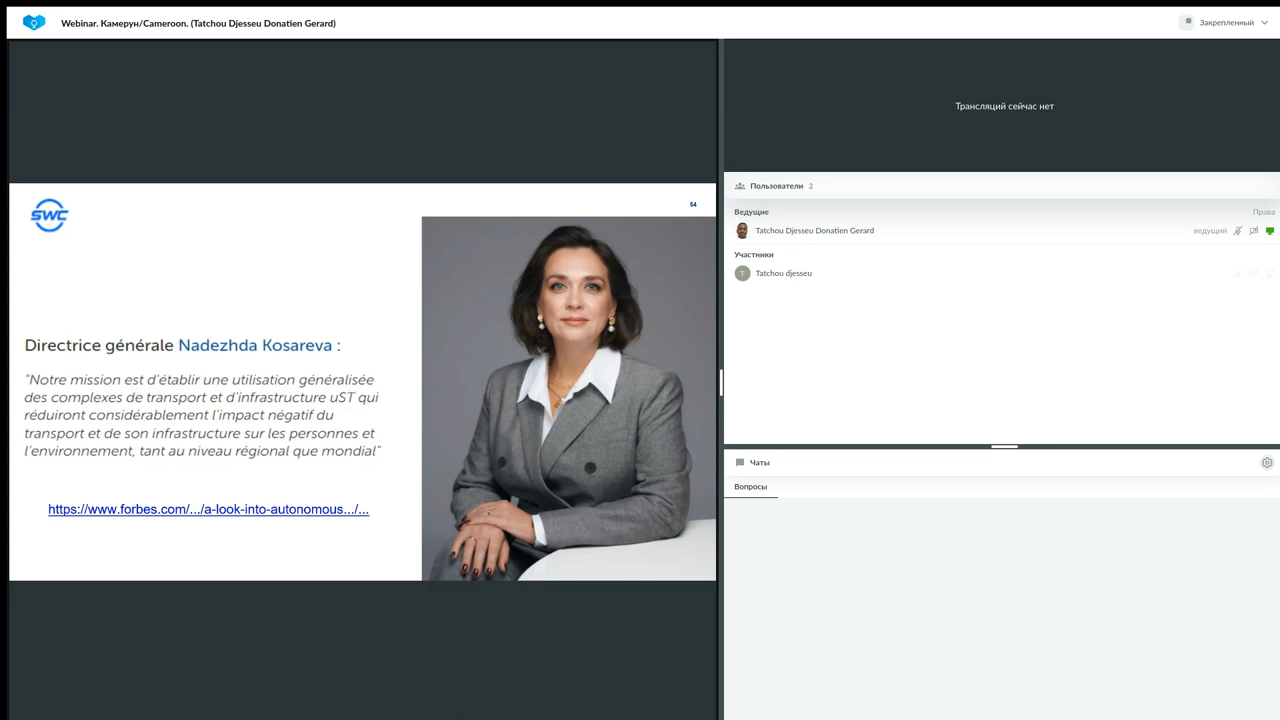 Webinar. Камерун/Cameroon. (Tatchou Djesseu Donatien Gerard)
Закрепленный
SWC
54
Directrice générale Nadezhda Kosareva :
"Notre mission est d'établir une utilisation généralisée
des complexes de transport et d'infrastructure uST qui
réduiront considérablement l'impact négatif du
transport et de son infrastructure sur les personnes et
l'environnement, tant au niveau régional que mondial"
https://www.forbes.com/.../a-look-into-autonomous.../...
Трансляций сейчас нет
Пользователи 2
Ведущие Права
Tatchou Djesseu Donatien Gerard ведущий
Участники
T Tatchou djesseu
Чаты
Вопросы